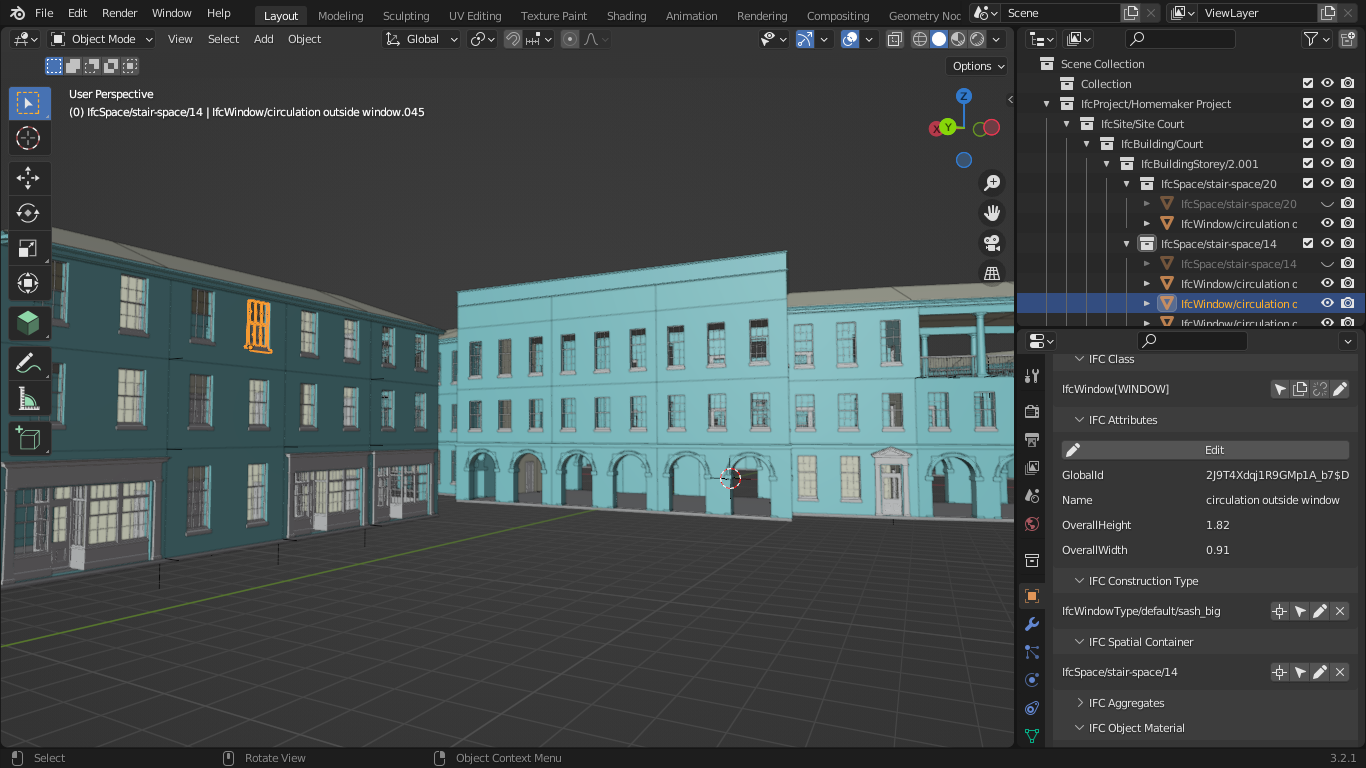 File Edit Render Window Help Layout Modeling Sculpting UV Editing Texture Paint Shading Animation Rendering Compositing Geometry Noc Scene ViewLayer
Object Mode View Select Add Object Global
Options
User Perspective
(0) IfcSpace/stair-space/14 | IfcWindow/circulation outside window.045
Z
X
Y
Scene Collection
Collection
IfcProject/Homemaker Project
IfcSite/Site Court
IfcBuilding/Court
IfcBuildingStorey/2.001
IfcSpace/stair-space/20
IfcSpace/stair-space/20
IfcWindow/circulation c
IfcSpace/stair-space/14
IfcSpace/stair-space/14
IfcWindow/circulation c
IfcWindow/circulation c
IfcWindow/circulation c
IFC Class
IfcWindow[WINDOW]
IFC Attributes
Edit
GlobalId 2J9T4Xdqj1R9GMp1A_b7$D
Name circulation outside window
OverallHeight 1.82
OverallWidth 0.91
IFC Construction Type
IfcWindowType/default/sash_big
IFC Spatial Container
IfcSpace/stair-space/14
IFC Aggregates
IFC Object Material
Select Rotate View Object Context Menu 3.2.1